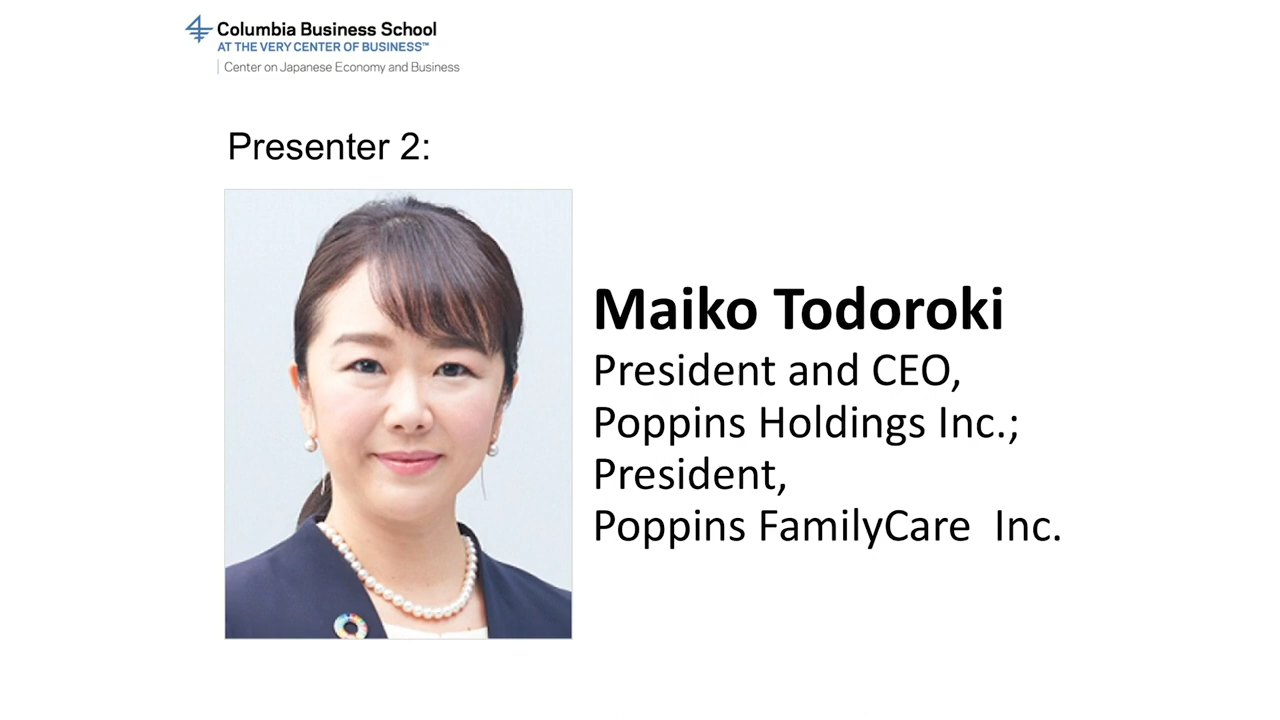 Columbia Business School
AT THE VERY CENTER OF BUSINESS™
Center on Japanese Economy and Business
Presenter 2:
Maiko Todoroki
President and CEO,
Poppins Holdings Inc.;
President,
Poppins FamilyCare  Inc.